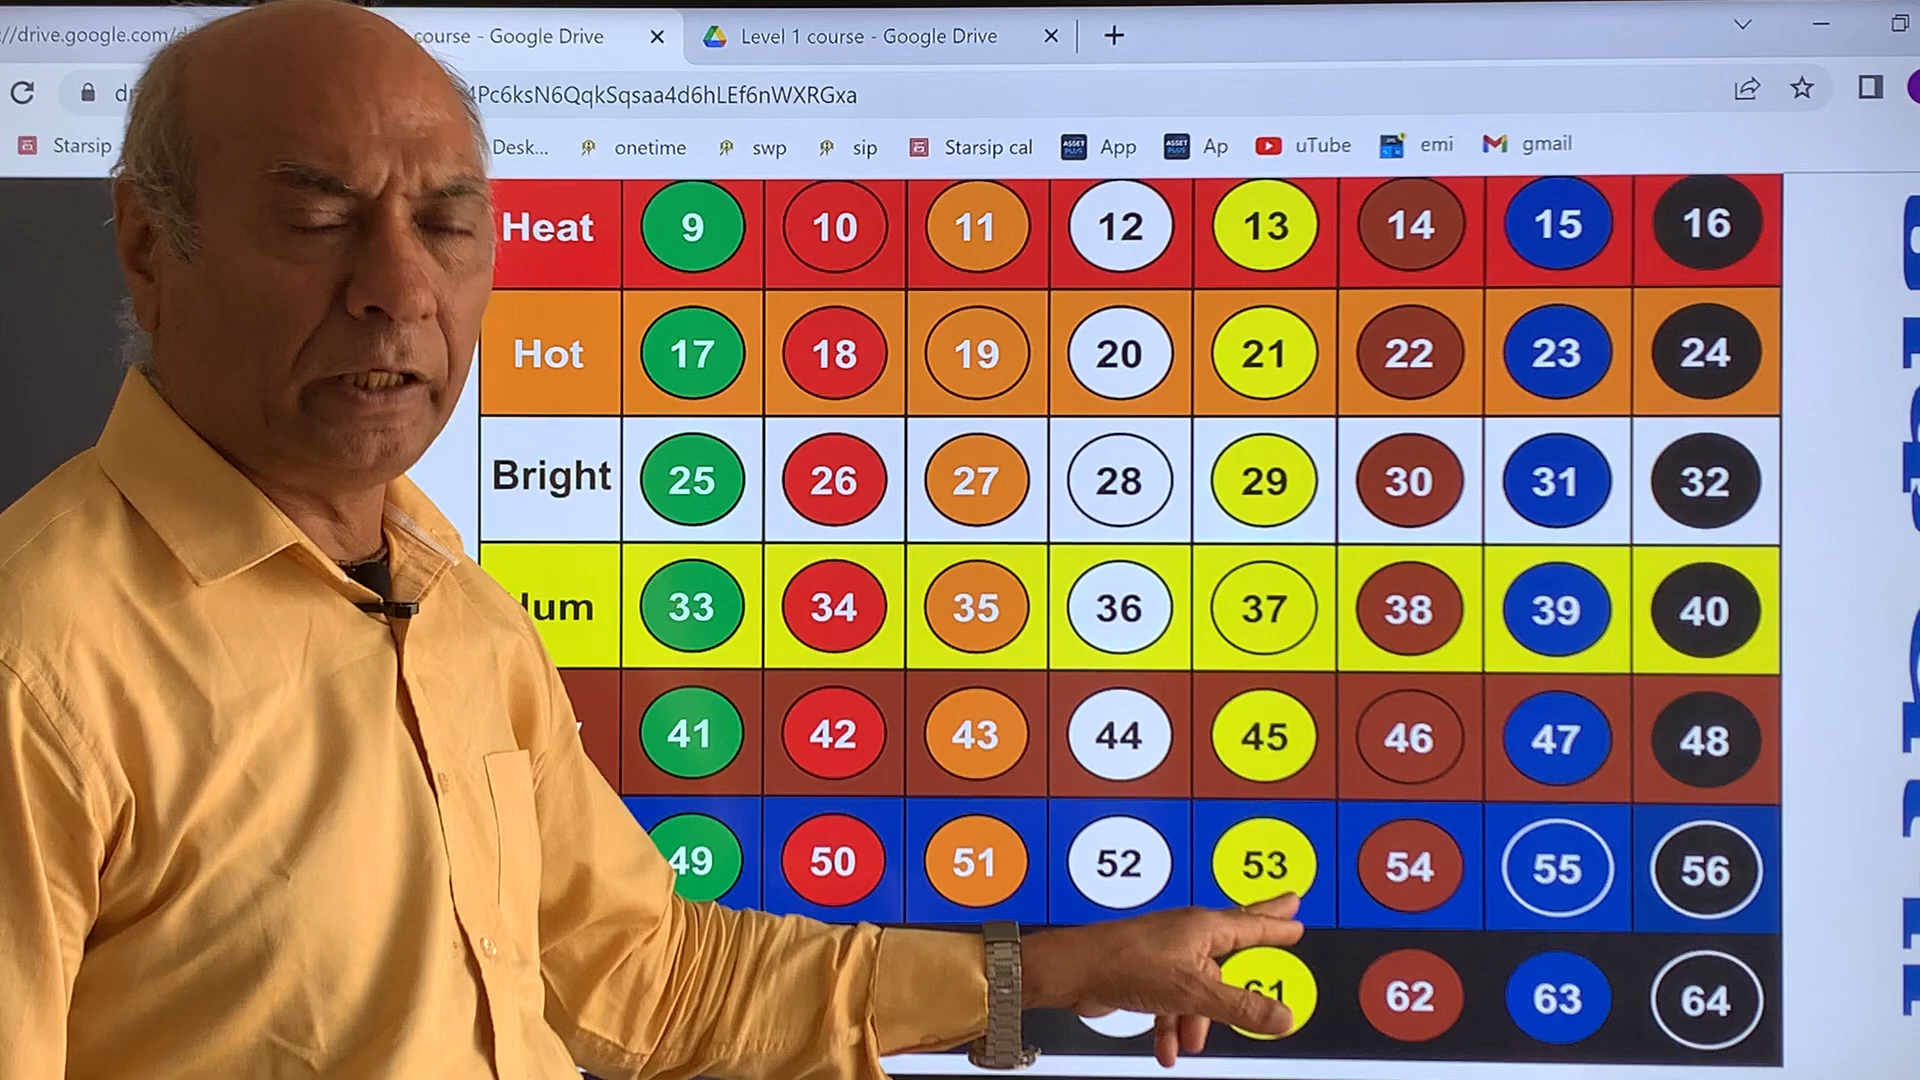 ://drive.google.com/d
course - Google Drive
Level 1 course - Google Drive
4Pc6ksN6QqkSqsaa4d6hLEf6nWXRGxa
Starsip
Desk... onetime swp sip Starsip cal App Ap uTube emi gmail
Heat 9 10 11 12 13 14 15 16
Hot 17 18 19 20 21 22 23 24
Bright 25 26 27 28 29 30 31 32
um 33 34 35 36 37 38 39 40
41 42 43 44 45 46 47 48
49 50 51 52 53 54 55 56
61 62 63 64